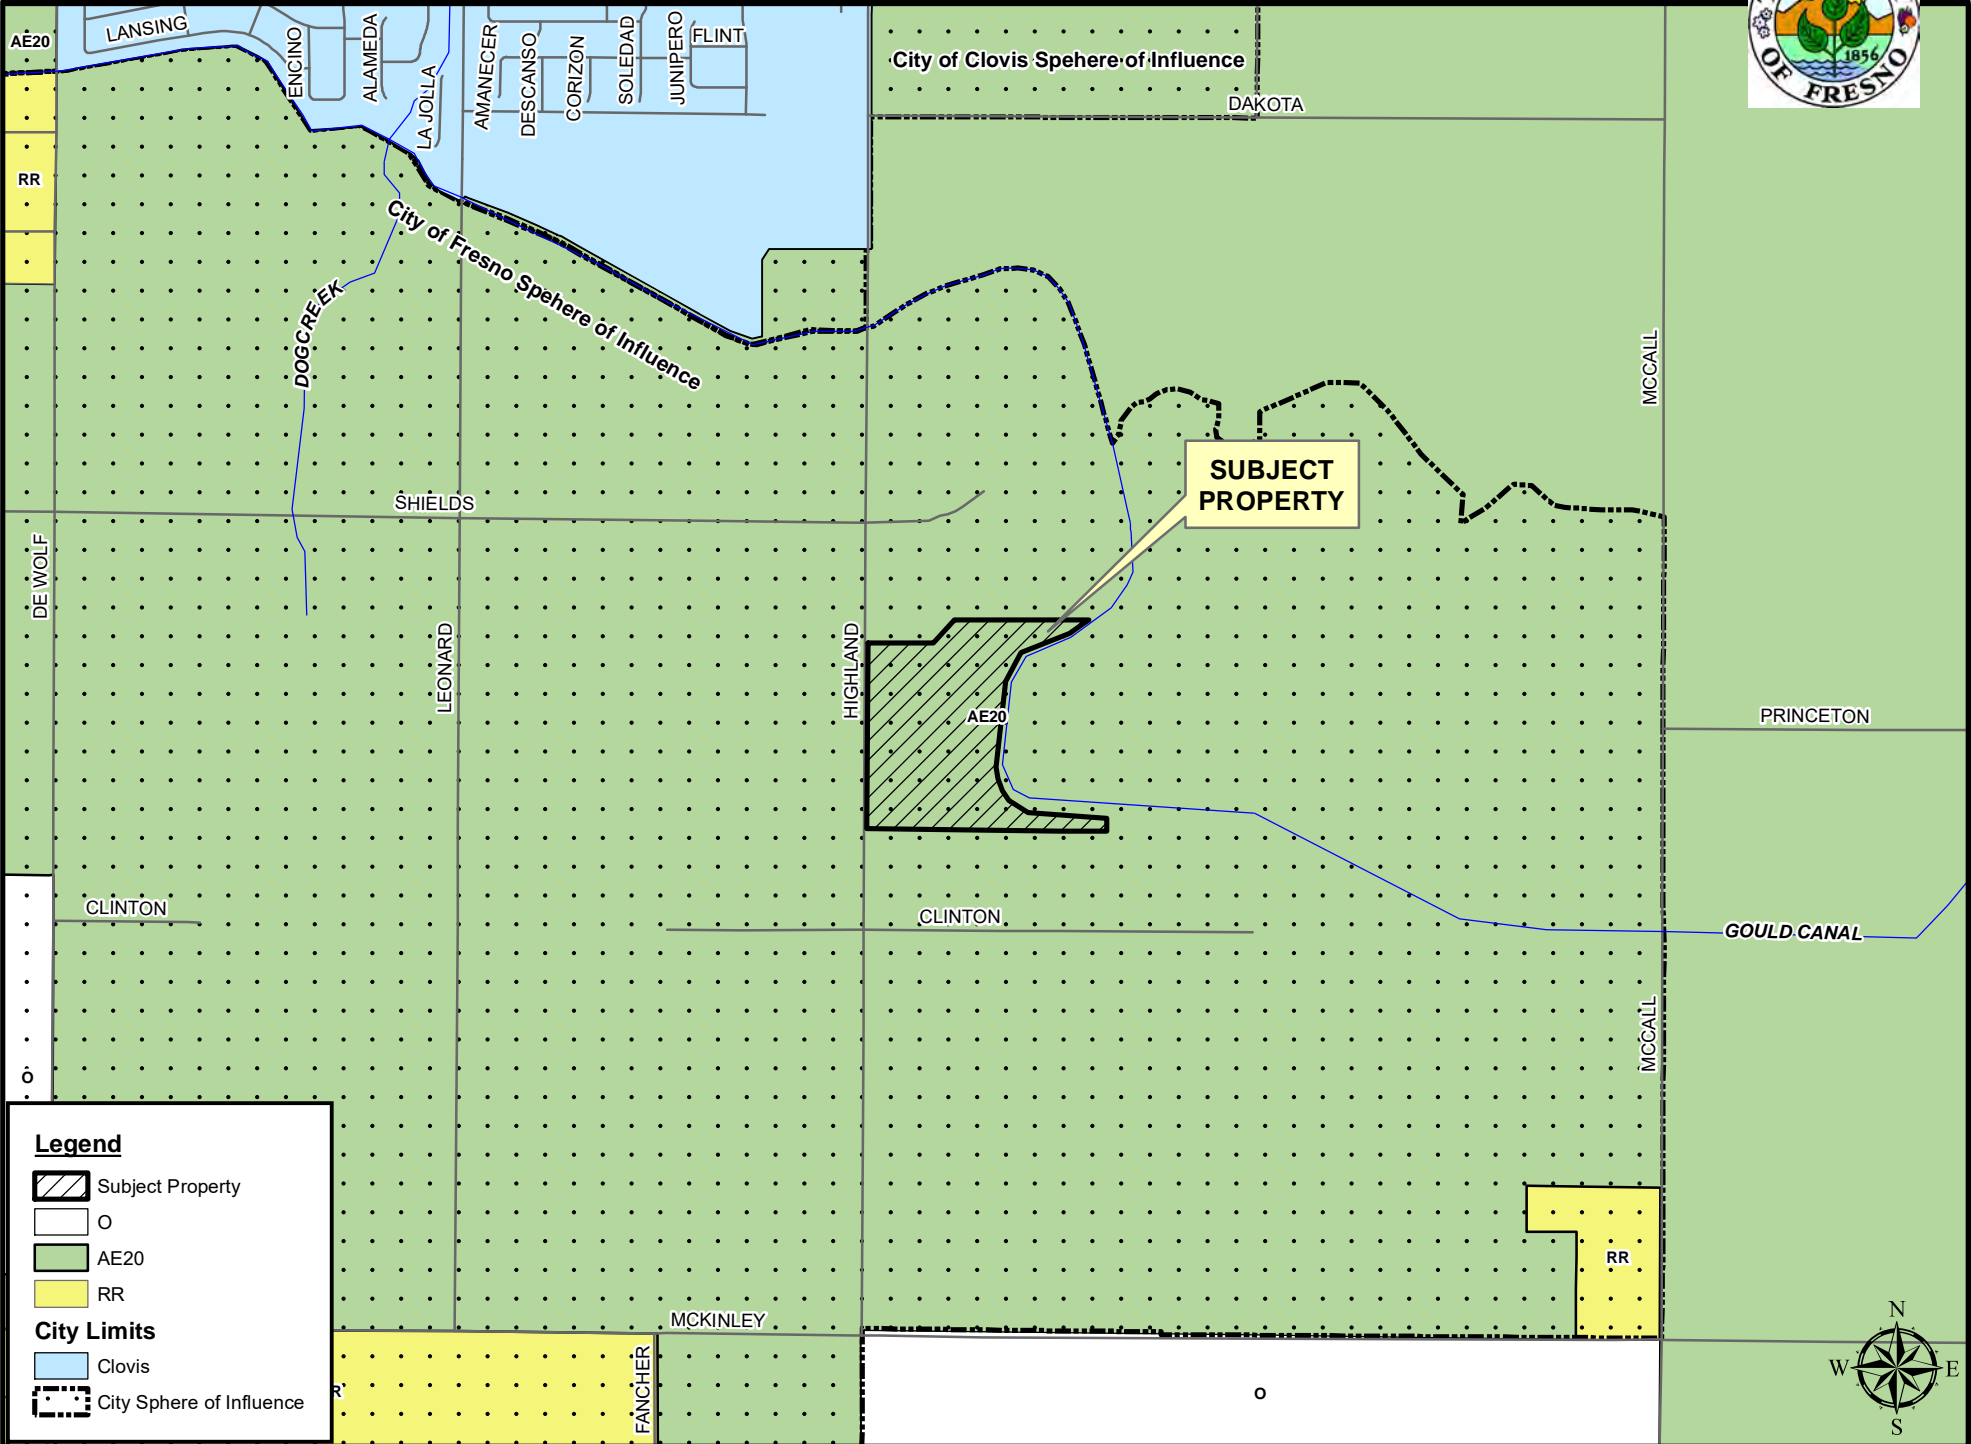 AE20
LANSING
ENCINO
ALAMEDA
LA JOLLA
AMANECER
DESCANSO
CORIZON
SOLEDAD
JUNIPERO
FLINT
City of Clovis Spehere of Influence
DAKOTA
1856
OF FRESNO
RR
City of Fresno Spehere of Influence
DOGCREEK
MCCALL
SUBJECT
PROPERTY
SHIELDS
DE WOLF
LEONARD
HIGHLAND
AE20
PRINCETON
CLINTON
CLINTON
GOULD CANAL
MCCALL
O
Legend
Subject Property
O
AE20
RR
City Limits
Clovis
City Sphere of Influence
RR
MCKINLEY
FANCHER
R
O
N
W
E
S